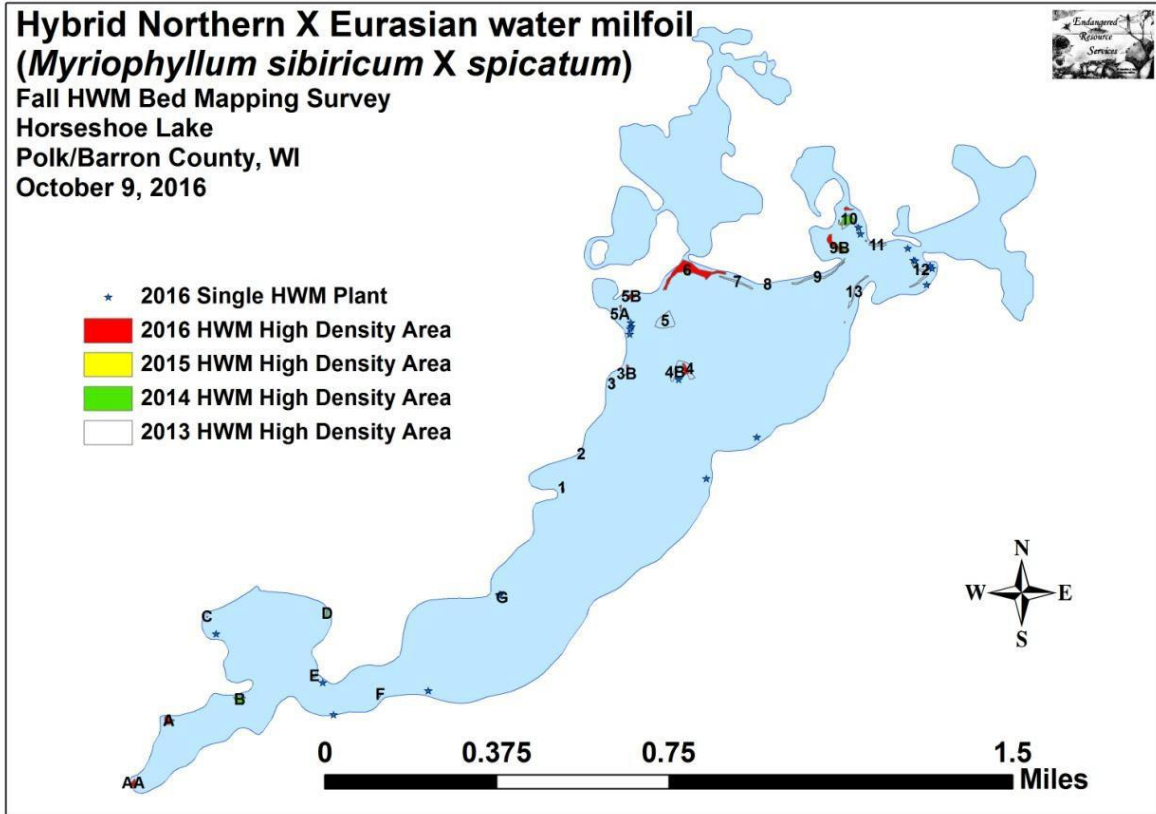 Hybrid Northern X Eurasian water milfoil
(Myriophyllum sibiricum X spicatum)
Fall HWM Bed Mapping Survey
Horseshoe Lake
Polk/Barron County, WI
October 9, 2016
Endangered
Resource
Services
2016 Single HWM Plant
2016 HWM High Density Area
2015 HWM High Density Area
2014 HWM High Density Area
2013 HWM High Density Area
10
9B
11
12
6
7
8
9
13
5B
5A
5
3B
4B
4
3
2
1
G
C
D
E
F
B
A
AA
N
W
E
S
0
0.375
0.75
1.5
Miles